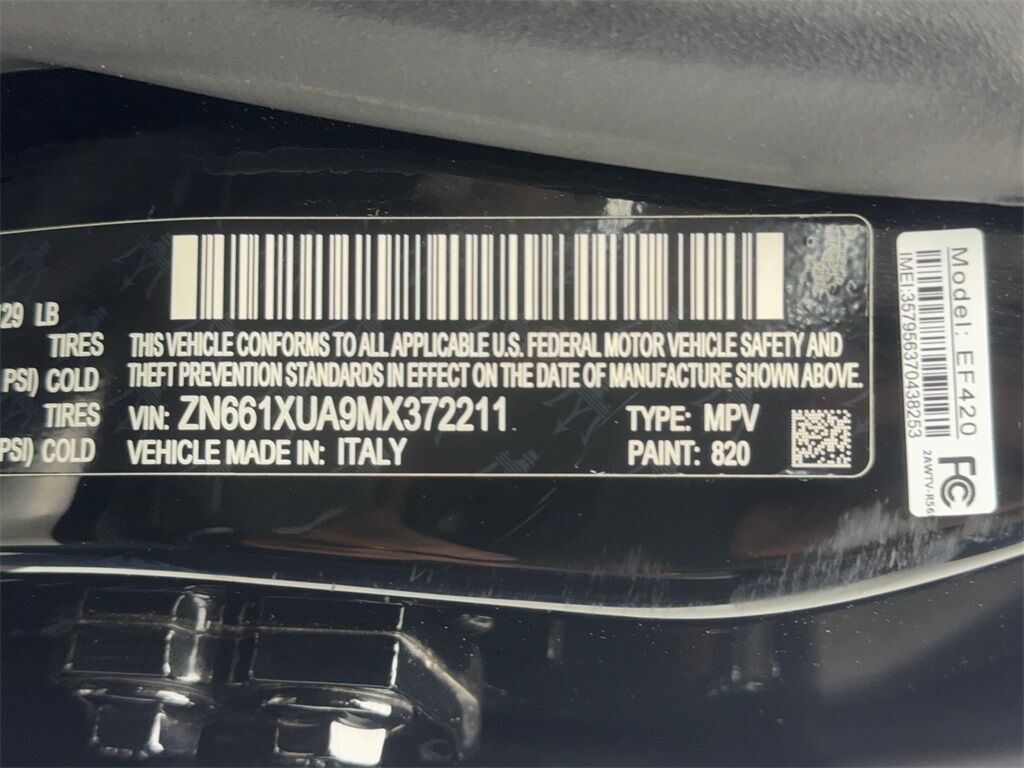 29 LB
TIRES
PSI) COLD
TIRES
PSI) COLD
THIS VEHICLE CONFORMS TO ALL APPLICABLE U.S. FEDERAL MOTOR VEHICLE SAFETY AND
THEFT PREVENTION STANDARDS IN EFFECT ON THE DATE OF MANUFACTURE SHOWN ABOVE.
VIN: ZN661XUA9MX372211 TYPE: MPV
VEHICLE MADE IN: ITALY PAINT: 820
Model: EF420
IMEI:357956370438253
FC
2AWTV-R56